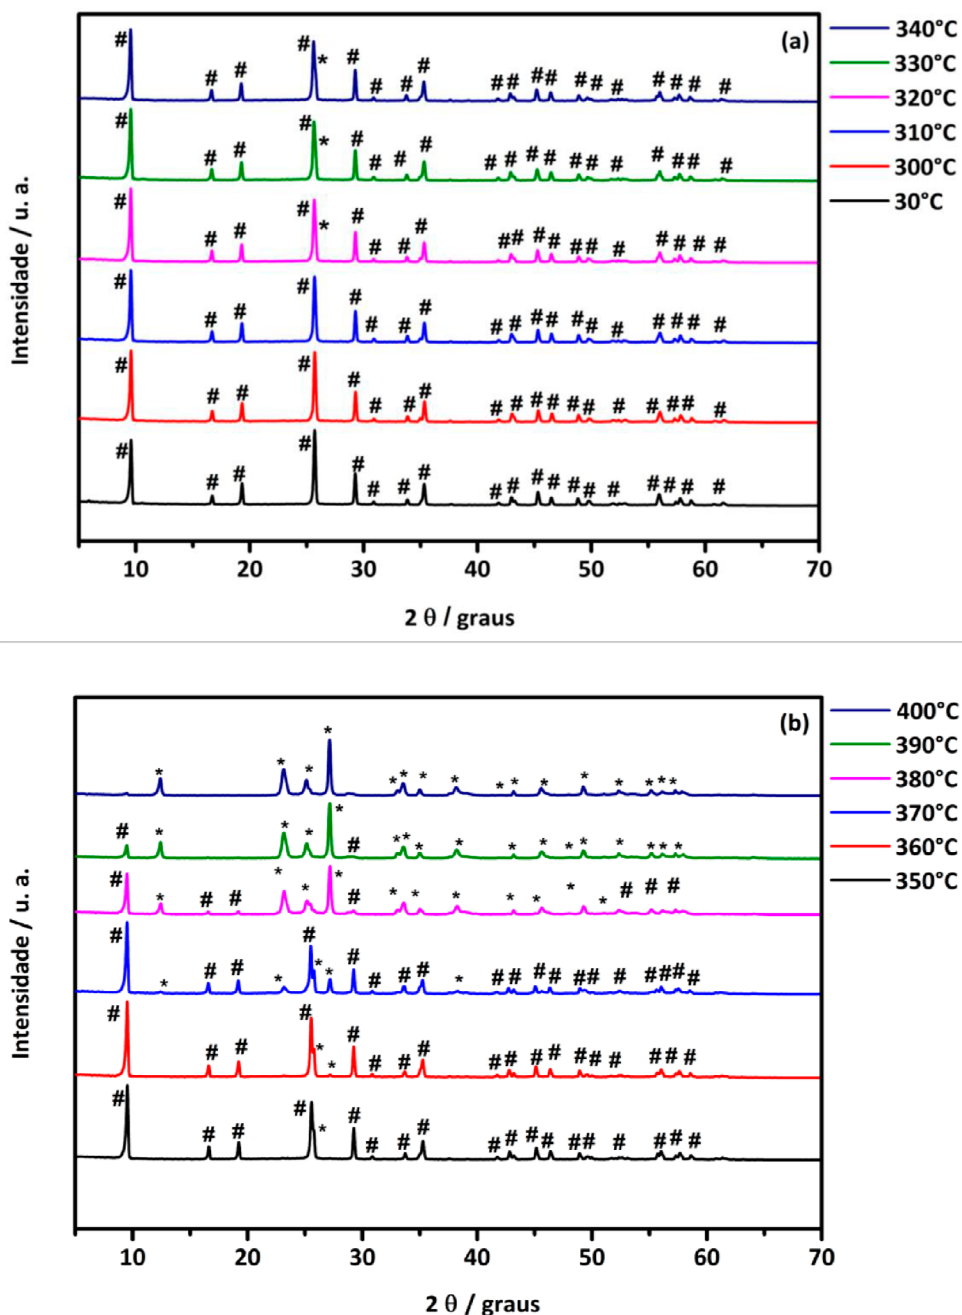 (a)
340°C
330°C
320°C
310°C
300°C
30°C
Intensidade / u. a.
# # # # * # # # # # # # # # # # # # # #
# # # # * # # # # # # # # # # # # # #
# # # # * # # # # # # # # # # # # # # #
# # # # # # # # # # # # # # # # # #
# # # # # # # # # # # # # # # # # #
# # # # # # # # # # # # # # # # # #
10 20 30 40 50 60 70
2 θ / graus
(b)
400°C
390°C
380°C
370°C
360°C
350°C
Intensidade / u. a.
* * * * * * * * * * * * * * * *
# * * * * # * * * * * * * * * * * *
# * # # * * * # * * * * * * * # # #
# * # # * # * * # # # # * # # # # # # # # # #
# # # # * * # # # # # # # # # # # # # #
# # # # * # # # # # # # # # # # # #
10 20 30 40 50 60 70
2 θ / graus